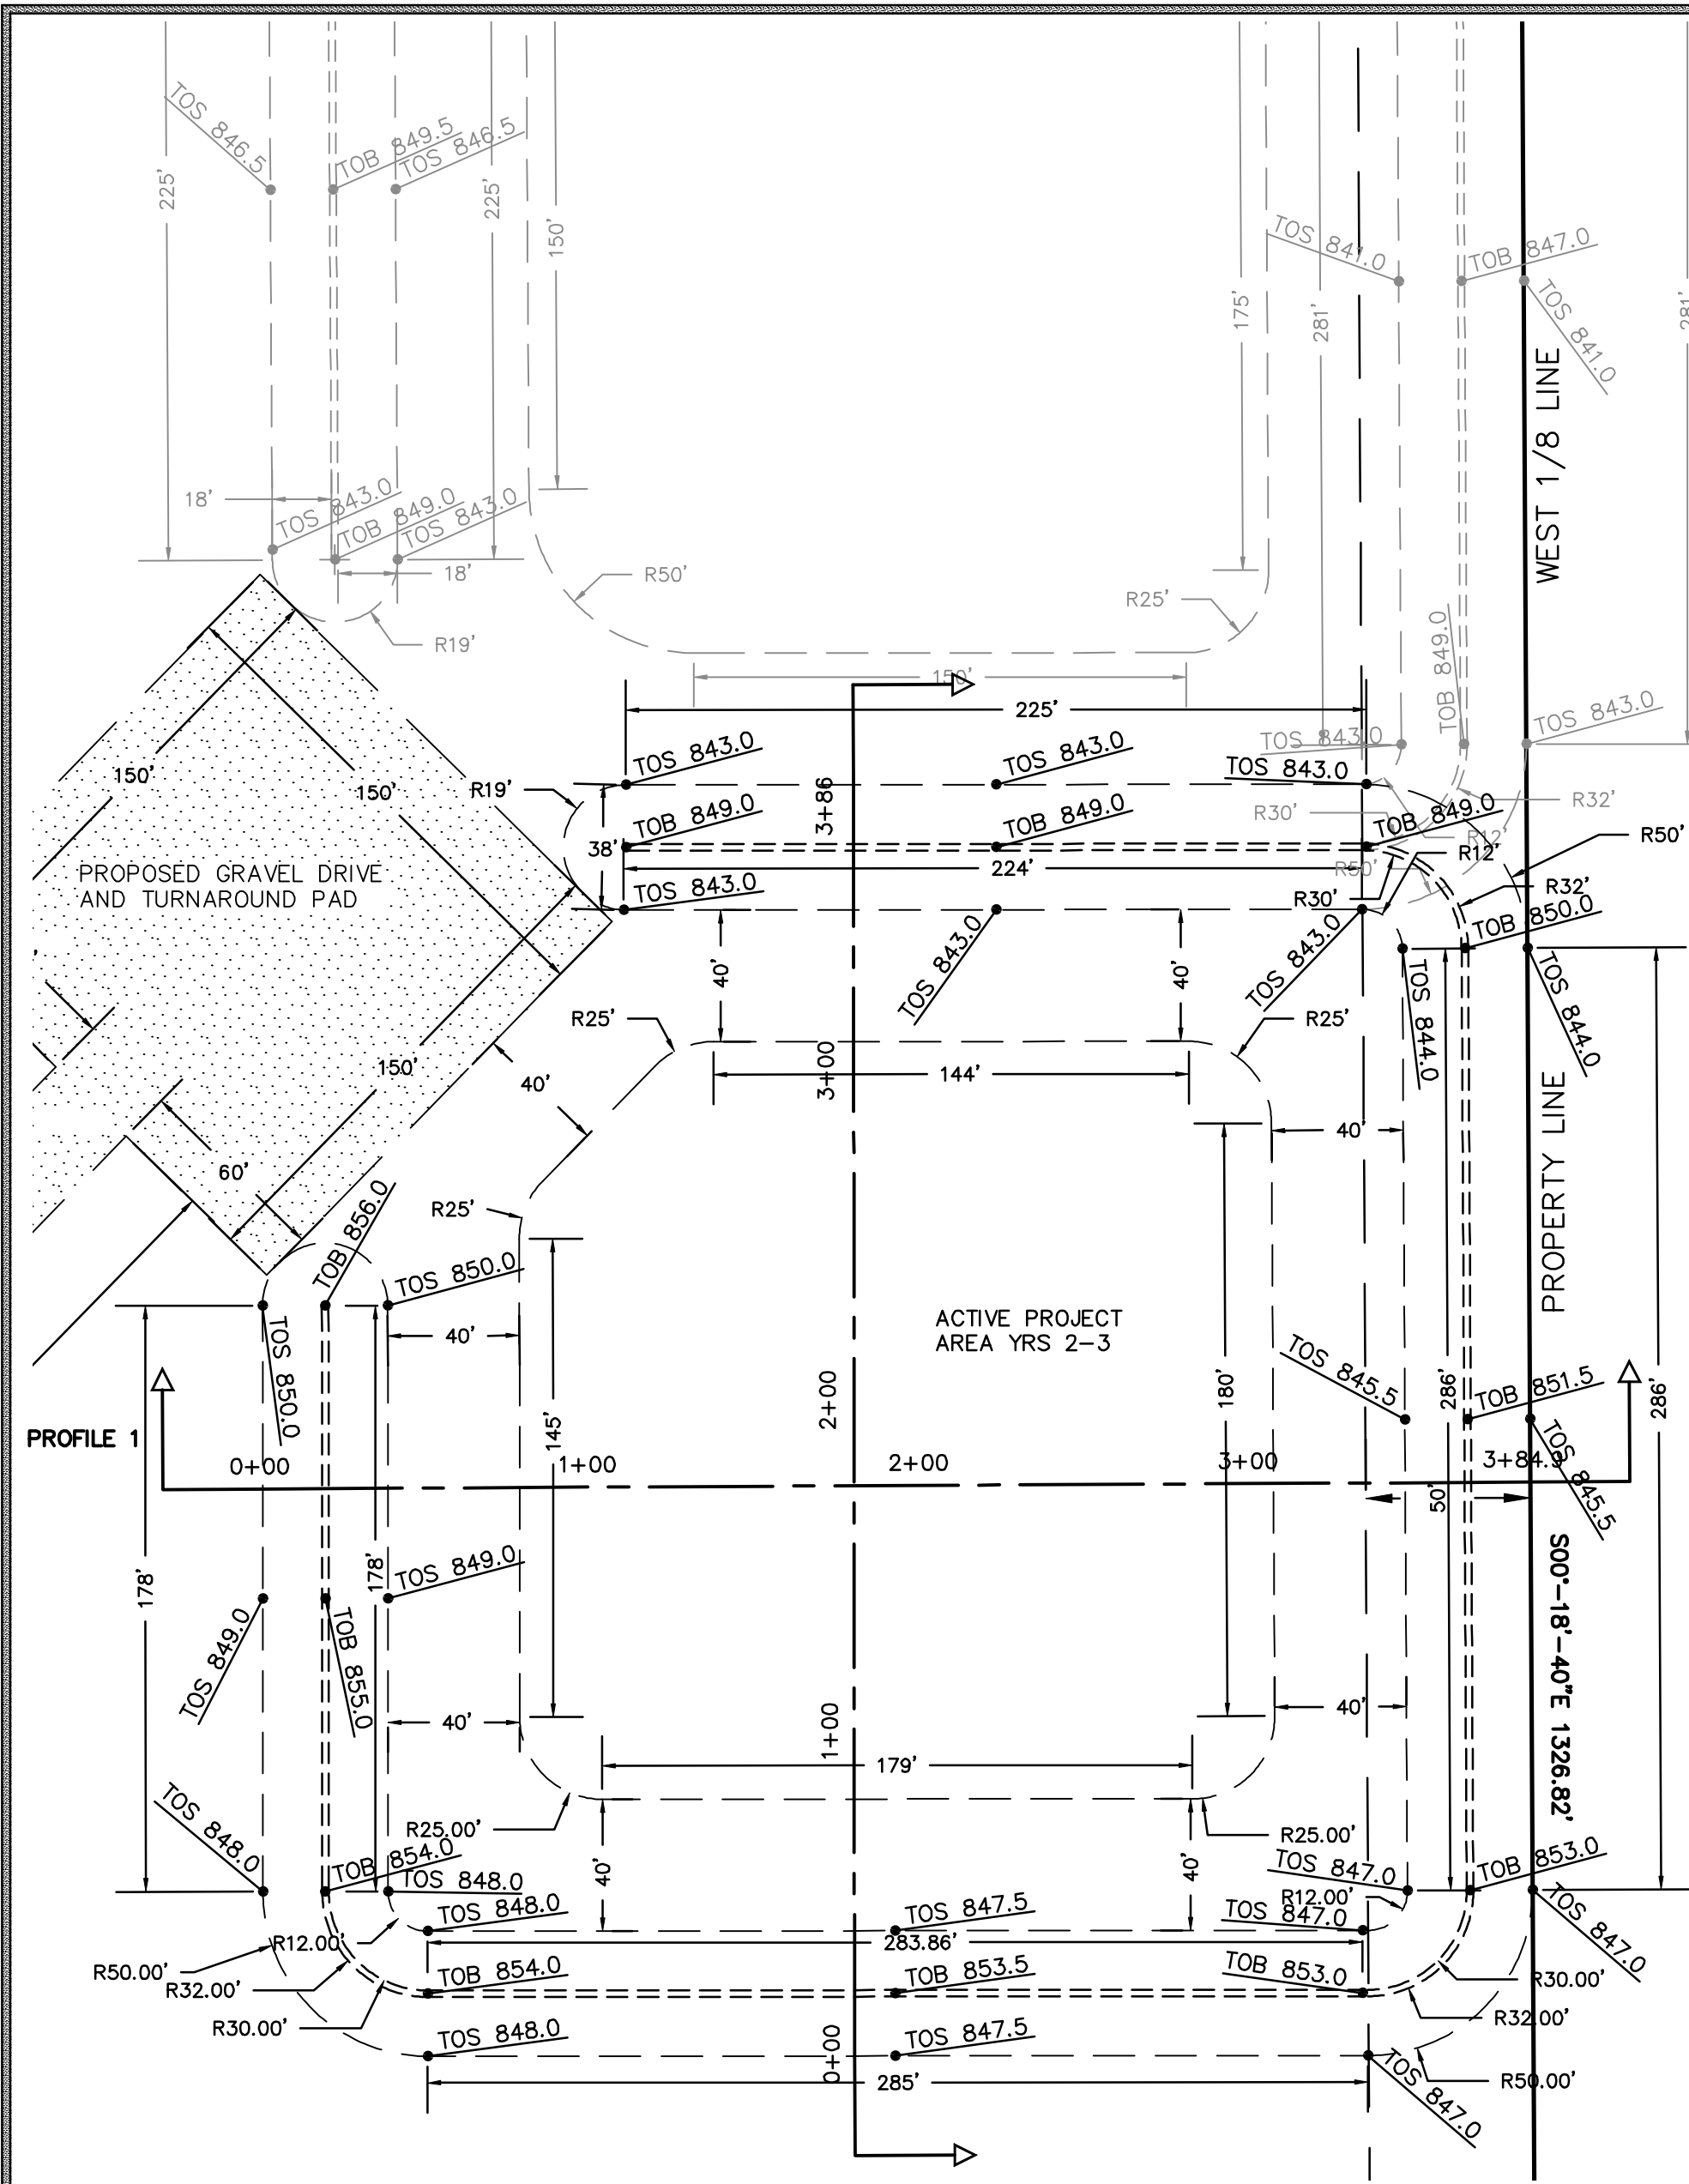 TOS 846.5
TOB 849.5
TOS 846.5
225'
225'
150'
TOS 841.0
TOB 847.0
TOS 841.0
175'
281'
281'
WEST 1/8 LINE
18'
TOS 843.0
TOB 849.0
TOS 843.0
18'
R50'
R19'
R25'
150'
TOB 849.0
TOS 843.0
TOS 843.0
225'
TOS 843.0
TOS 843.0
TOS 843.0
150'
150'
R19'
3+86
TOB 849.0
TOB 849.0
TOB 849.0
R30'
R32'
R12'
R50'
R50'
38'
R12'
224'
PROPOSED GRAVEL DRIVE
AND TURNAROUND PAD
TOS 843.0
R30'
R32'
TOB 850.0
40'
TOS 843.0
40'
TOS 843.0
TOS 844.0
TOS 844.0
R25'
R25'
150'
40'
3+00
144'
40'
PROPERTY LINE
60'
TOB 856.0
R25'
TOS 850.0
TOS 850.0
40'
ACTIVE PROJECT
AREA YRS 2-3
TOS 845.5
TOB 851.5
TOS 845.5
180'
286'
286'
2+00
145'
PROFILE 1
0+00
1+00
2+00
3+00
3+84.9
50'
178'
178'
TOS 849.0
TOS 849.0
TOB 855.0
S00°-18'-40"E 1326.82'
40'
1+00
40'
179'
TOS 848.0
R25.00'
R25.00'
TOB 854.0
TOS 848.0
40'
40'
TOS 847.0
TOB 853.0
R12.00'
TOS 848.0
TOS 847.5
TOS 847.0
TOS 847.0
R12.00'
283.86'
R50.00'
R32.00'
TOB 854.0
TOB 853.5
TOB 853.0
R30.00'
R30.00'
R32.00'
TOS 848.0
TOS 847.5
0+00
285'
TOS 847.0
R50.00'